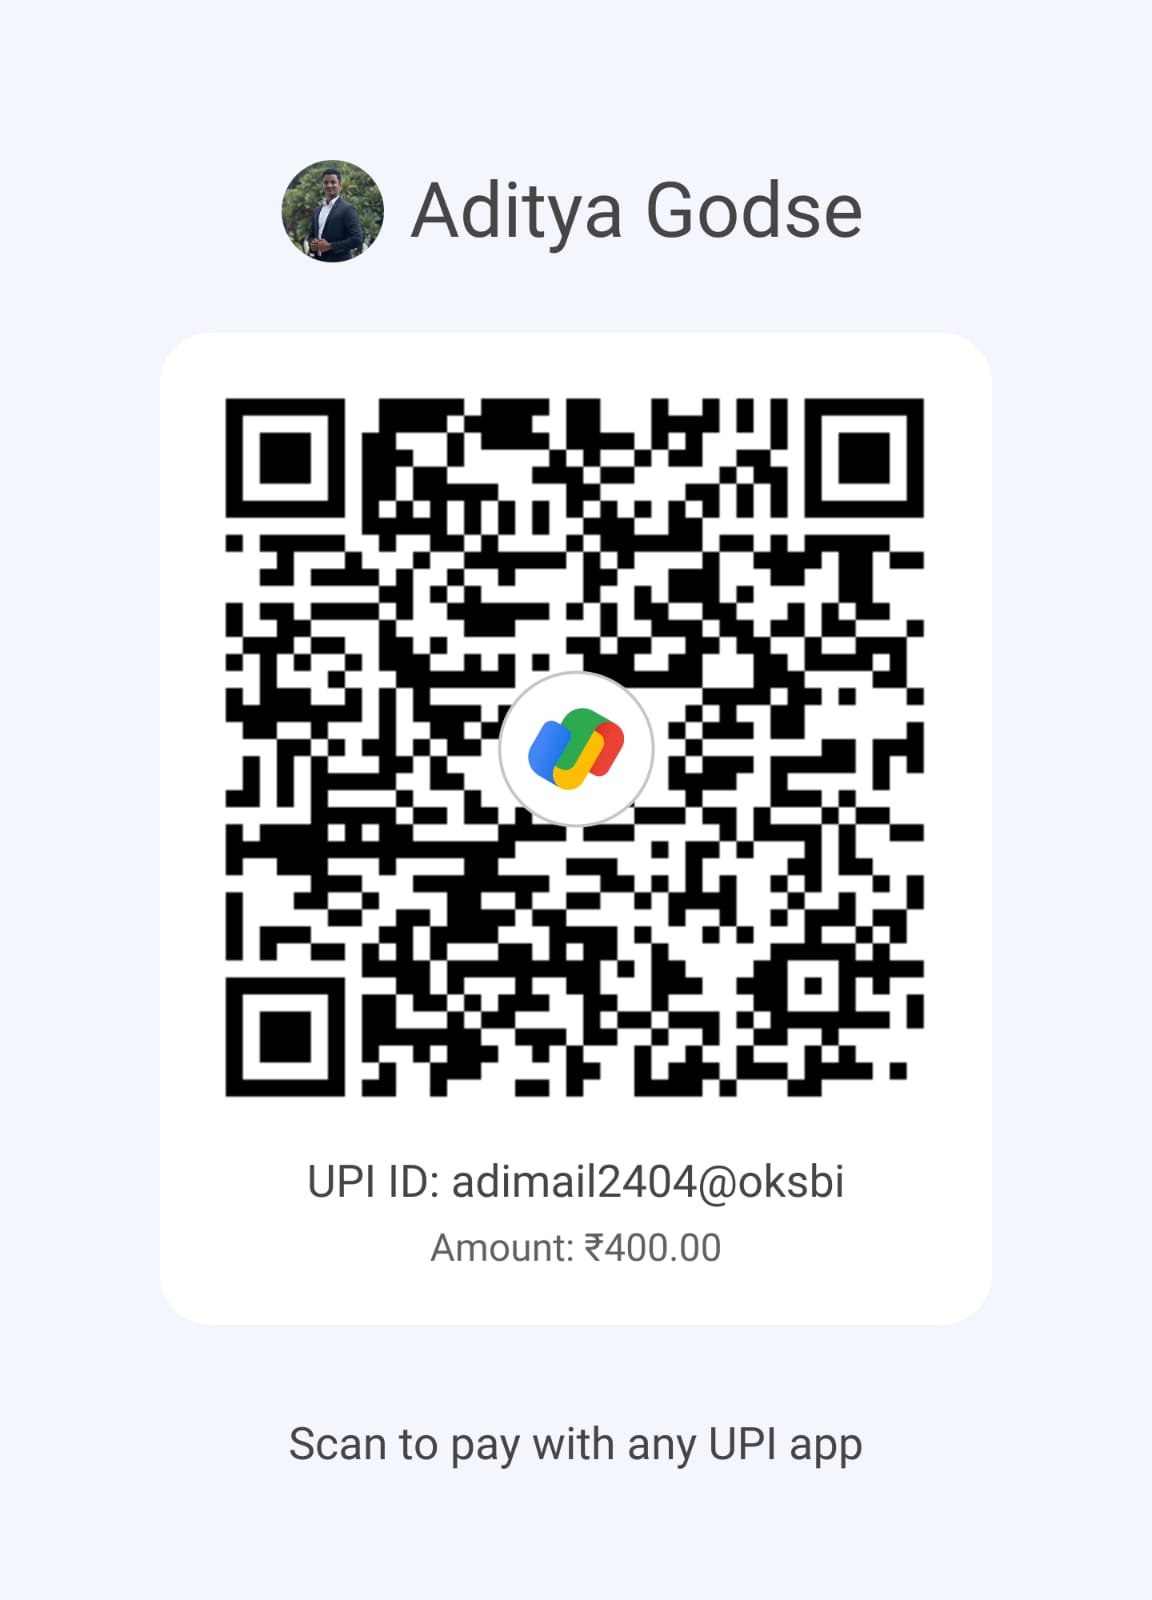 Aditya Godse
UPI ID: adimail2404@oksbi
Amount: ₹400.00
Scan to pay with any UPI app